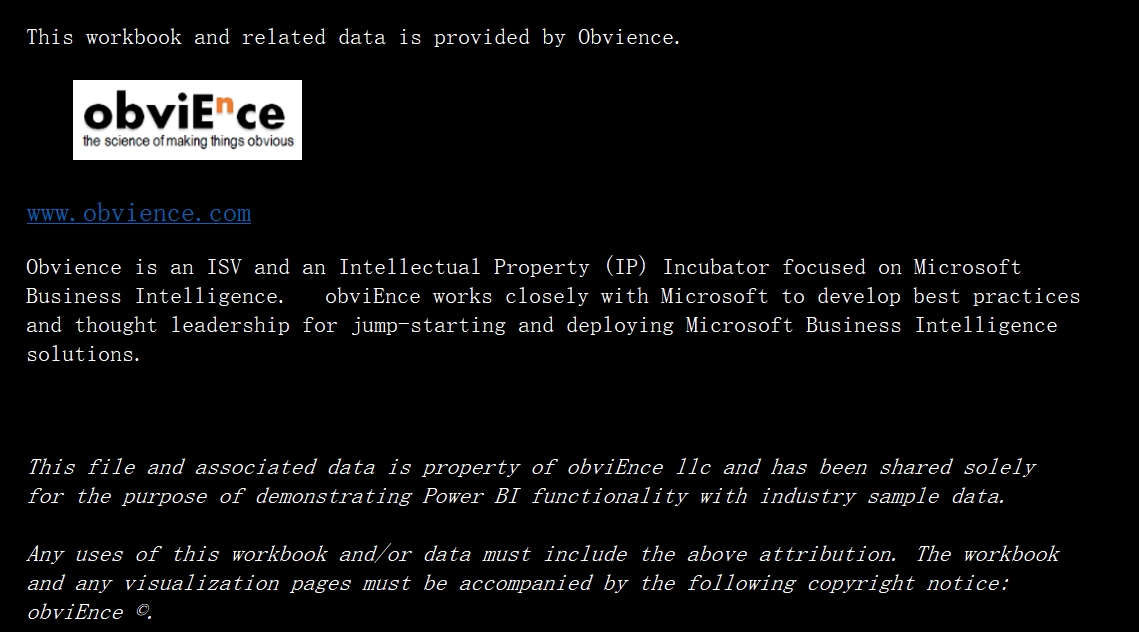 This workbook and related data is provided by Obvience.
obviEnce
the science of making things obvious
www.obvience.com
Obvience is an ISV and an Intellectual Property (IP) Incubator focused on Microsoft
Business Intelligence.   obviEnce works closely with Microsoft to develop best practices
and thought leadership for jump-starting and deploying Microsoft Business Intelligence
solutions.
This file and associated data is property of obviEnce llc and has been shared solely
for the purpose of demonstrating Power BI functionality with industry sample data.
Any uses of this workbook and/or data must include the above attribution. The workbook
and any visualization pages must be accompanied by the following copyright notice:
obviEnce ©.